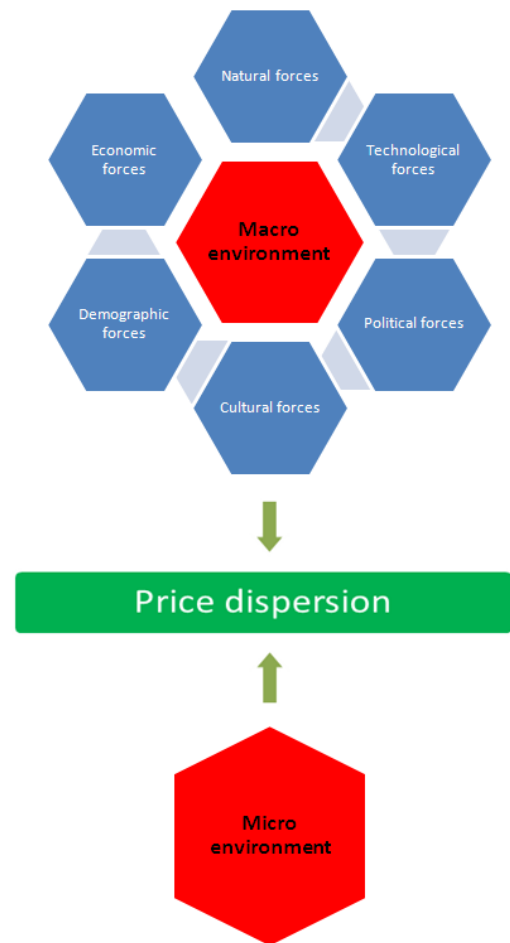 Natural forces
Economic
forces
Technological
forces
Macro
environment
Demographic
forces
Political forces
Cultural forces
Price dispersion
Micro
environment